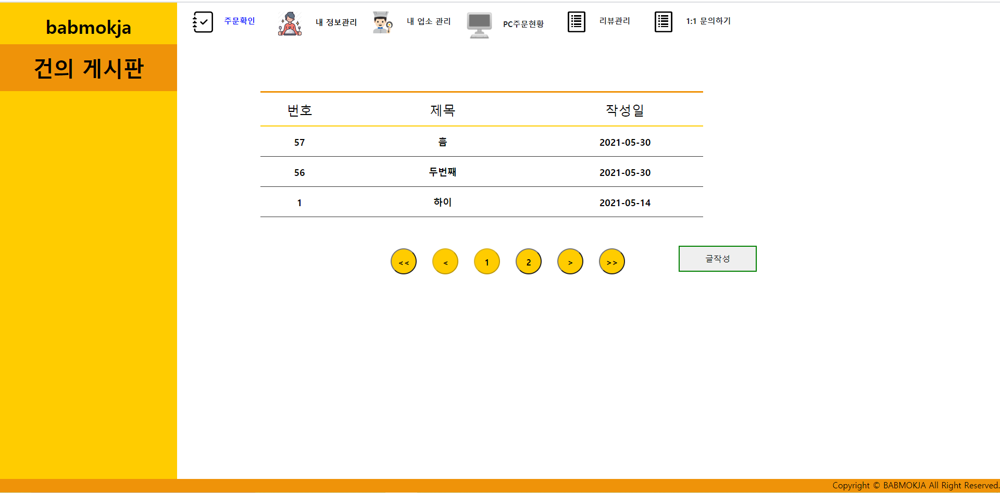 babmokja
건의 게시판
주문확인 내 정보관리 내 업소 관리 PC주문현황 리뷰관리 1:1 문의하기
번호 제목 작성일
57 흠 2021-05-30
56 두번째 2021-05-30
1 하이 2021-05-14
<< < 1 2 > >> 글작성
Copyright © BABMOKJA All Right Reserved.